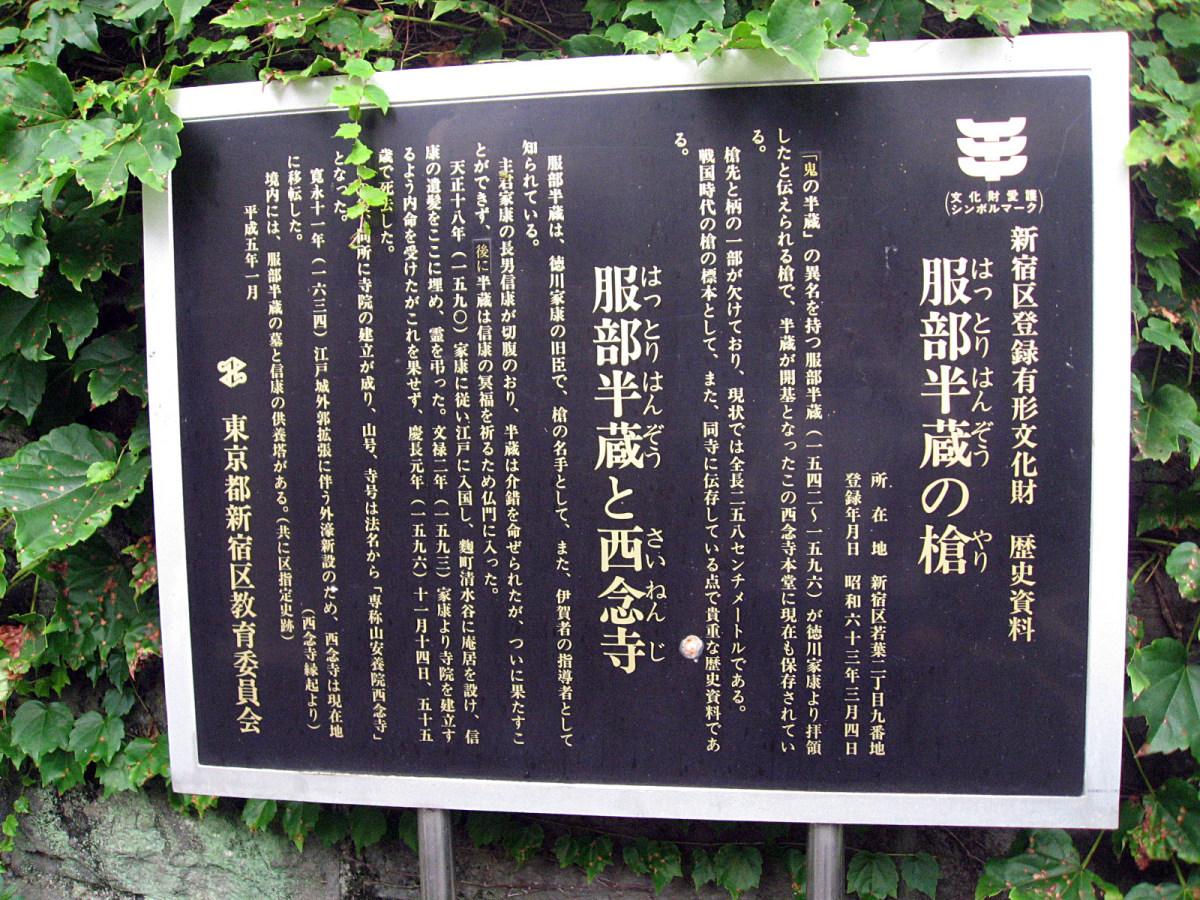 文化財愛護
シンボルマーク
新宿区登録有形文化財 歴史資料
はっとりはんぞう やり
服部半蔵の槍
所在地 新宿区若葉二丁目九番地
登録年月日 昭和六十三年三月四日
「鬼の半蔵」の異名を持つ服部半蔵(一五四二〜一五九六)が徳川家康より拝領
したと伝えられる槍で、半蔵が開基となったこの西念寺本堂に現在も保存されてい
る。
槍先と柄の一部が欠けており、現状では全長二五八センチメートルである。
戦国時代の槍の標本として、また、同寺に伝存している点で貴重な歴史資料であ
る。
はっとりはんぞう さいねんじ
服部半蔵と西念寺
服部半蔵は、徳川家康の旧臣で、槍の名手として、また、伊賀者の指導者として
知られている。
主君家康の長男信康が切腹のおり、半蔵は介錯を命ぜられたが、ついに果たすこ
とができず、後に半蔵は信康の冥福を祈るため仏門に入った。
天正十八年(一五九〇)家康に従い江戸に入国し、麴町清水谷に庵居を設け、信
康の遺髪をここに埋め、霊を弔った。文禄二年(一五九三)家康より寺院を建立す
るよう内命を受けたがこれを果せず、慶長元年(一五九六)十一月十四日、五十五
歳で死去した。
同所に寺院の建立が成り、山号、寺号は法名から「専称山安養院西念寺」
となった。
寛永十一年(一六三四)江戸城外郭拡張に伴う外濠新設のため、西念寺は現在地
に移転した。 (西念寺縁起より)
境内には、服部半蔵の墓と信康の供養塔がある。(共に区指定史跡)
平成五年一月
東京都新宿区教育委員会